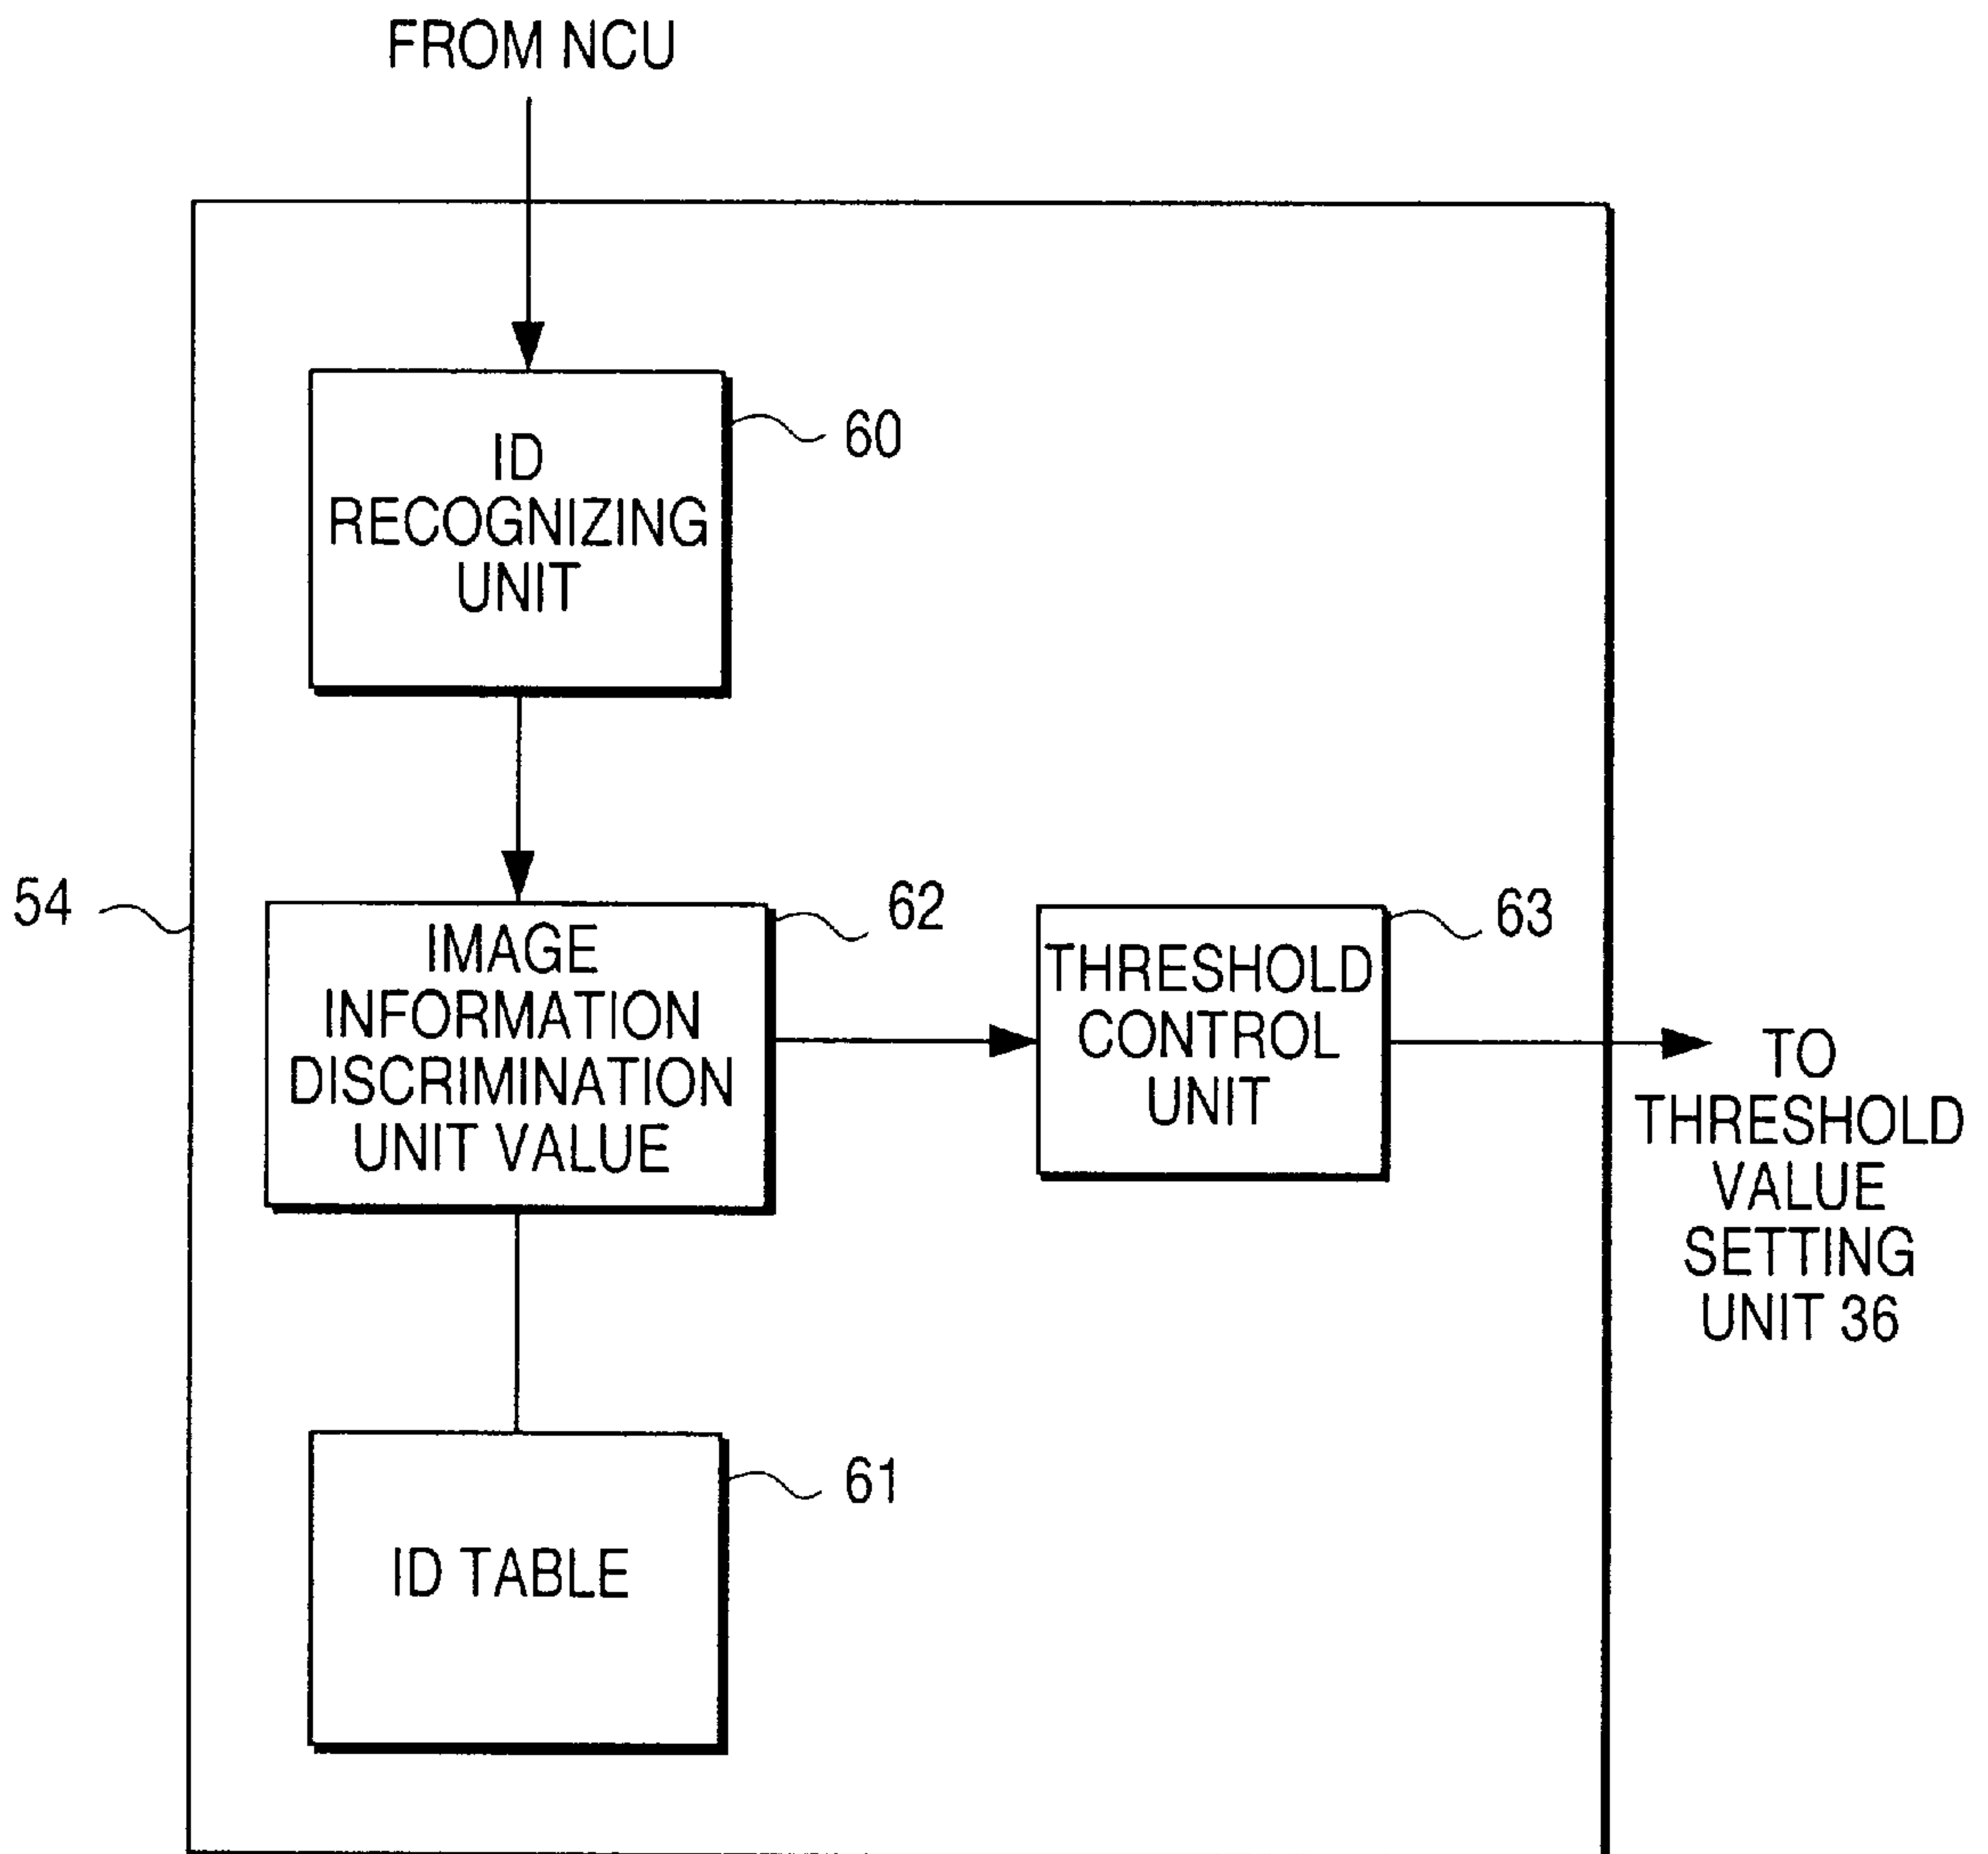 FROM NCU
ID
RECOGNIZING
UNIT
60
54
IMAGE
INFORMATION
DISCRIMINATION
UNIT VALUE
62
THRESHOLD
CONTROL
UNIT
63
TO
THRESHOLD
VALUE
SETTING
UNIT 36
ID TABLE
61